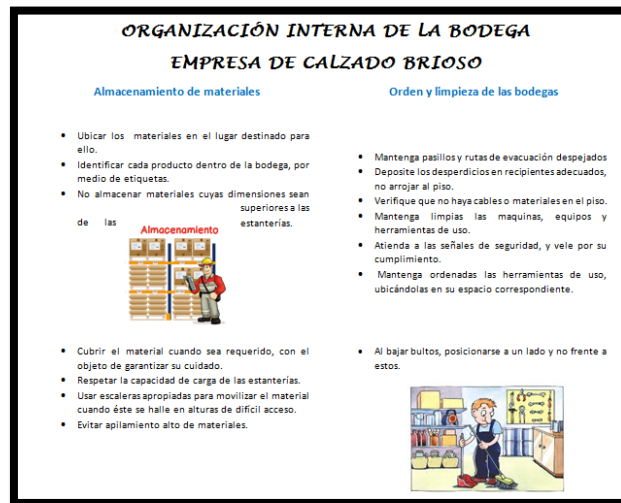 ORGANIZACIÓN INTERNA DE LA BODEGA
EMPRESA DE CALZADO BRIOSO
Almacenamiento de materiales
• Ubicar los materiales en el lugar destinado para
ello.
• Identificar cada producto dentro de la bodega, por
medio de etiquetas.
• No almacenar materiales cuyas dimensiones sean
superiores a las
de las estanterías.
Almacenamiento
• Cubrir el material cuando sea requerido, con el
objeto de garantizar su cuidado.
• Respetar la capacidad de carga de las estanterías.
• Usar escaleras apropiadas para movilizar el material
cuando éste se halle en alturas de difícil acceso.
• Evitar apilamiento alto de materiales.
Orden y limpieza de las bodegas
• Mantenga pasillos y rutas de evacuación despejados
• Deposite los desperdicios en recipientes adecuados,
no arrojar al piso.
• Verifique que no haya cables o materiales en el piso.
• Mantenga limpias las maquinas, equipos y
herramientas de uso.
• Atienda a las señales de seguridad, y vele por su
cumplimiento.
• Mantenga ordenadas las herramientas de uso,
ubicándolas en su espacio correspondiente.
• Al bajar bultos, posicionarse a un lado y no frente a
estos.